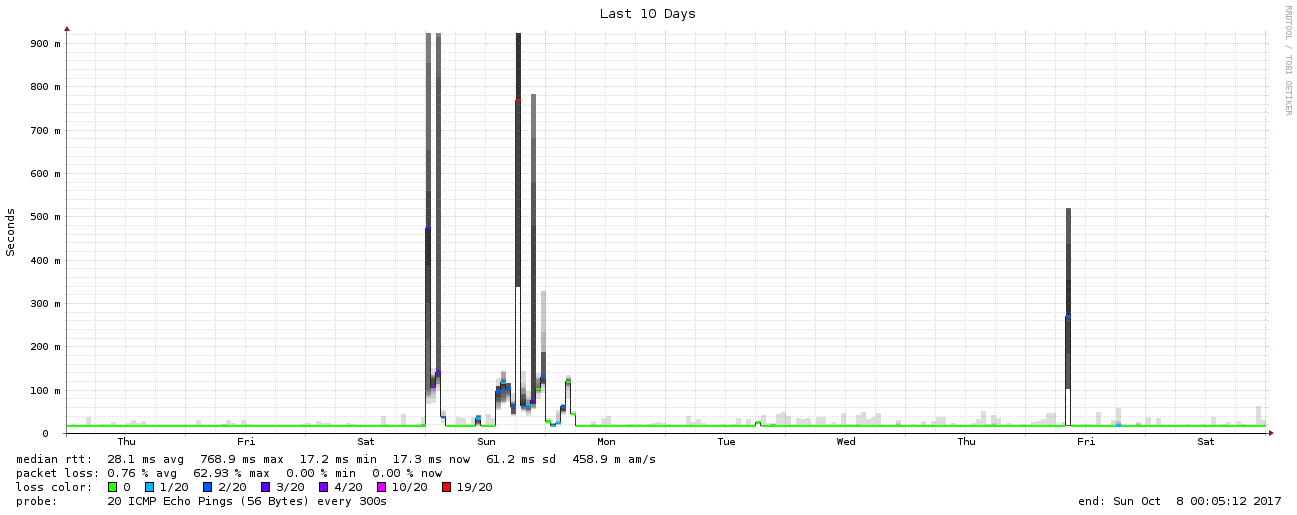 Last 10 Days
RRDTOOL / TOBI OETIKER
Seconds
900 m
800 m
700 m
600 m
500 m
400 m
300 m
200 m
100 m
0
Thu Fri Sat Sun Mon Tue Wed Thu Fri Sat
median rtt: 28.1 ms avg 768.9 ms max 17.2 ms min 17.3 ms now 61.2 ms sd 458.9 m am/s
packet loss: 0.76 % avg 62.93 % max 0.00 % min 0.00 % now
loss color: 0 1/20 2/20 3/20 4/20 10/20 19/20
probe: 20 ICMP Echo Pings (56 Bytes) every 300s end: Sun Oct 8 00:05:12 2017